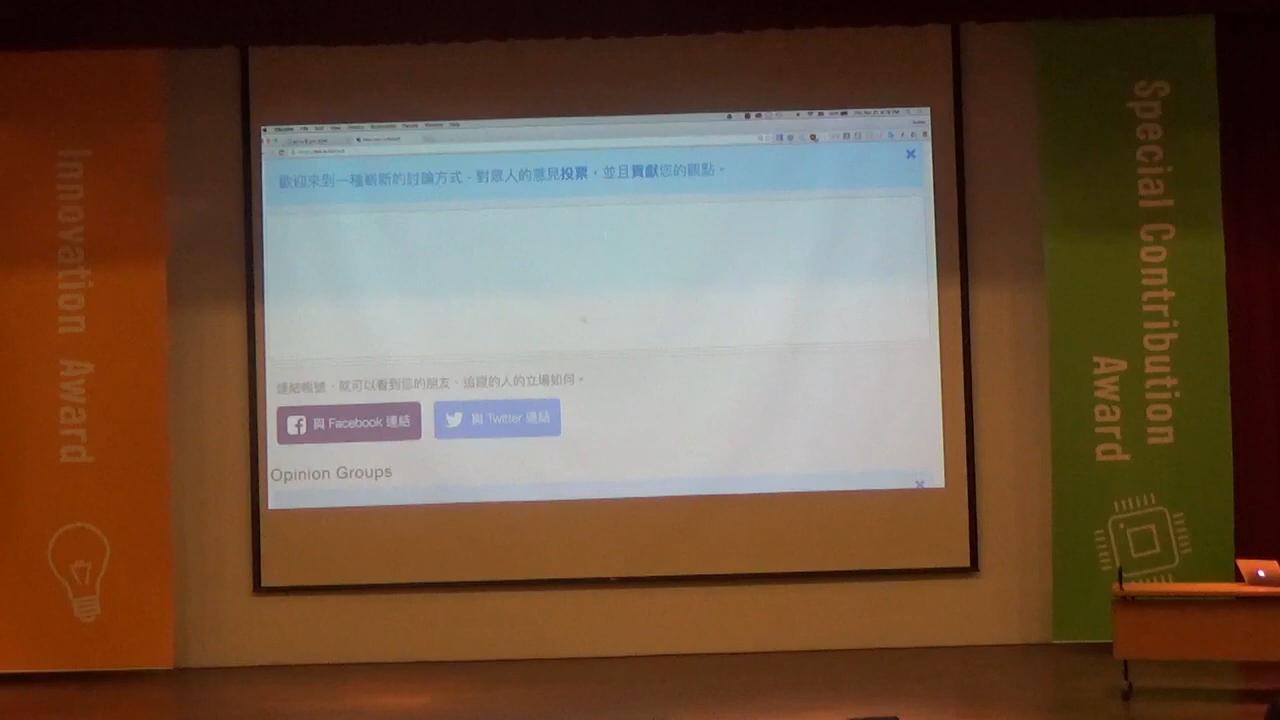 Innovation Award
Special Contribution
Award
歡迎來到一種嶄新的討論方式 - 對眾人的意見投票，並且貢獻您的觀點。
連結帳號，就可以看到您的朋友、追蹤的人的立場如何。
與 Facebook 連結
與 Twitter 連結
Opinion Groups